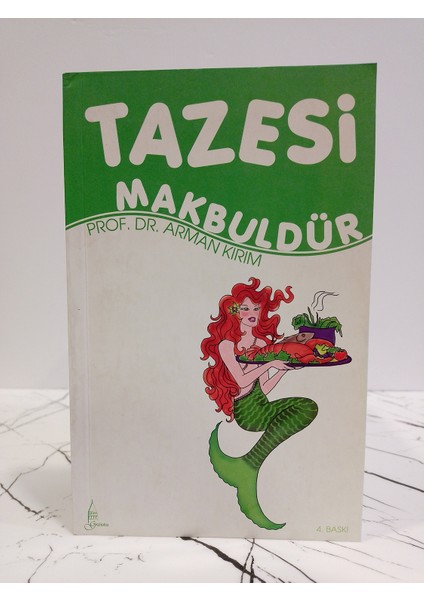 TAZESİ
MAKBULDÜR
PROF. DR. ARMAN KIRIM
4. BASKI